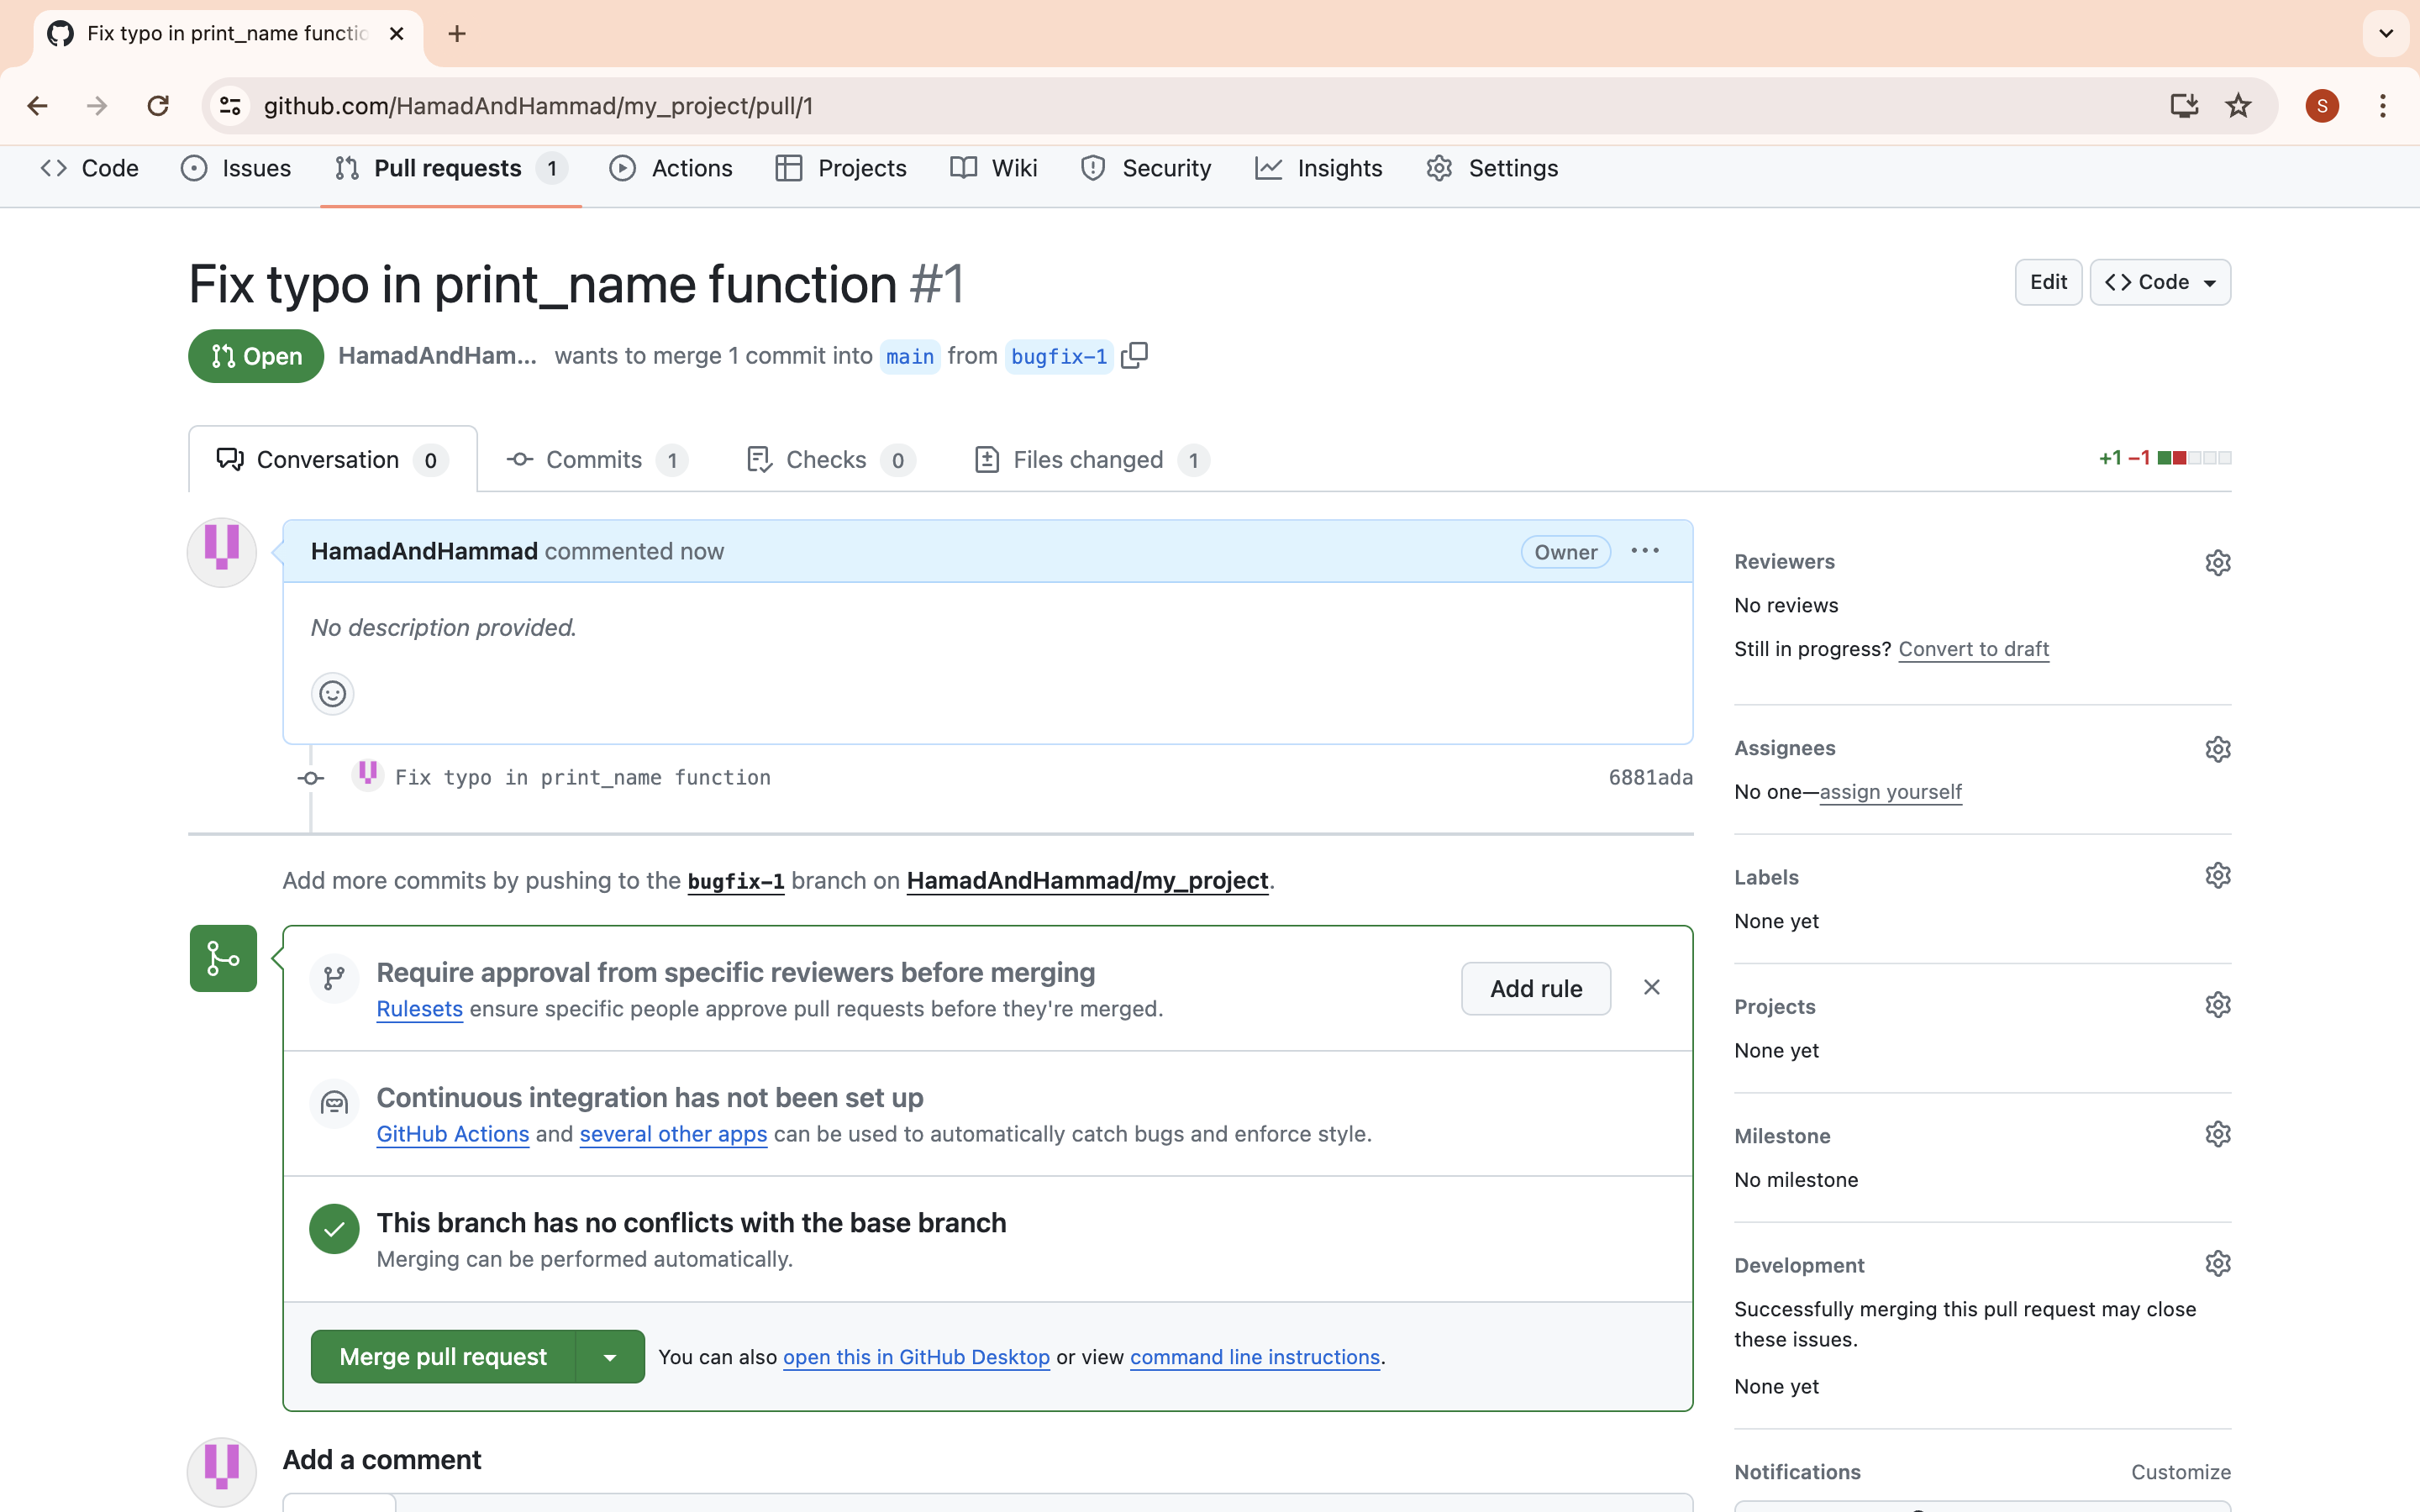 Fix typo in print_name functio
github.com/HamadAndHammad/my_project/pull/1
S
Code
Issues
Pull requests 1
Actions
Projects
Wiki
Security
Insights
Settings
Fix typo in print_name function #1
Edit
Code
Open
HamadAndHam... wants to merge 1 commit into main from bugfix-1
Conversation 0
Commits 1
Checks 0
Files changed 1
+1 −1
HamadAndHammad commented now
Owner
No description provided.
Fix typo in print_name function
6881ada
Add more commits by pushing to the bugfix-1 branch on HamadAndHammad/my_project.
Require approval from specific reviewers before merging
Rulesets ensure specific people approve pull requests before they're merged.
Add rule
Continuous integration has not been set up
GitHub Actions and several other apps can be used to automatically catch bugs and enforce style.
This branch has no conflicts with the base branch
Merging can be performed automatically.
Merge pull request
You can also open this in GitHub Desktop or view command line instructions.
Add a comment
Reviewers
No reviews
Still in progress? Convert to draft
Assignees
No one—assign yourself
Labels
None yet
Projects
None yet
Milestone
No milestone
Development
Successfully merging this pull request may close
these issues.
None yet
Notifications
Customize